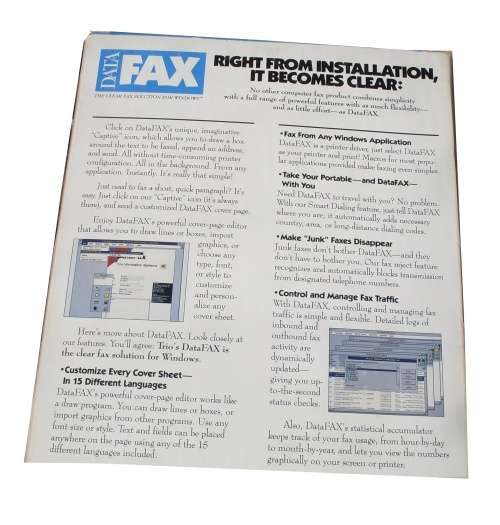 DATA
FAX
THE CLEAR FAX SOLUTION FOR WINDOWS™
RIGHT FROM INSTALLATION,
IT BECOMES CLEAR:
No other computer fax product combines simplicity
with a full range of powerful features with as much flexibility—
and as little effort—as DataFAX.
Click on DataFAX's unique, imaginative
"Captive" icon, which allows you to draw a box
around the text to be faxed, append an address,
and send. All without time-consuming printer
configuration. All in the background. From any
application. Instantly. It's really that simple!
Just need to fax a short, quick paragraph? It's
easy. Just click on our "Captive" icon (it's always
there), and send a customized DataFAX cover page.
Enjoy DataFAX's powerful cover-page editor
that allows you to draw lines or boxes, import
graphics, or
choose any
type, font,
or style to
customize
and person-
alize any
cover sheet.
Here's more about DataFAX. Look closely at
our features. You'll agree: Trio's DataFAX is
the clear fax solution for Windows.
•Customize Every Cover Sheet—
In 15 Different Languages
DataFAX's powerful cover-page editor works like
a draw program. You can draw lines or boxes, or
import graphics from other programs. Use any
font size or style. Text and fields can be placed
anywhere on the page using any of the 15
different languages included.
•Fax From Any Windows Application
DataFAX is a printer driver, just select DataFAX
as your printer and print! Macros for most popu-
lar applications provided make faxing even simpler.
•Take Your Portable—and DataFAX—
With You
Need DataFAX to travel with you? No problem.
With our Smart Dialing feature, just tell DataFAX
where you are; it automatically adds necessary
country, area, or long-distance dialing codes.
•Make "Junk" Faxes Disappear
Junk faxes don't bother DataFAX—and they
don't have to bother you. Our fax reject feature
recognizes and automatically blocks transmission
from designated telephone numbers.
•Control and Manage Fax Traffic
With DataFAX, controlling and managing fax
traffic is simple and flexible. Detailed logs of
inbound and
outbound fax
activity are
dynamically
updated—
giving you up-
to-the-second
status checks.
Also, DataFAX's statistical accumulator
keeps track of your fax usage, from hour-by-day
to month-by-year, and lets you view the numbers
graphically on your screen or printer.